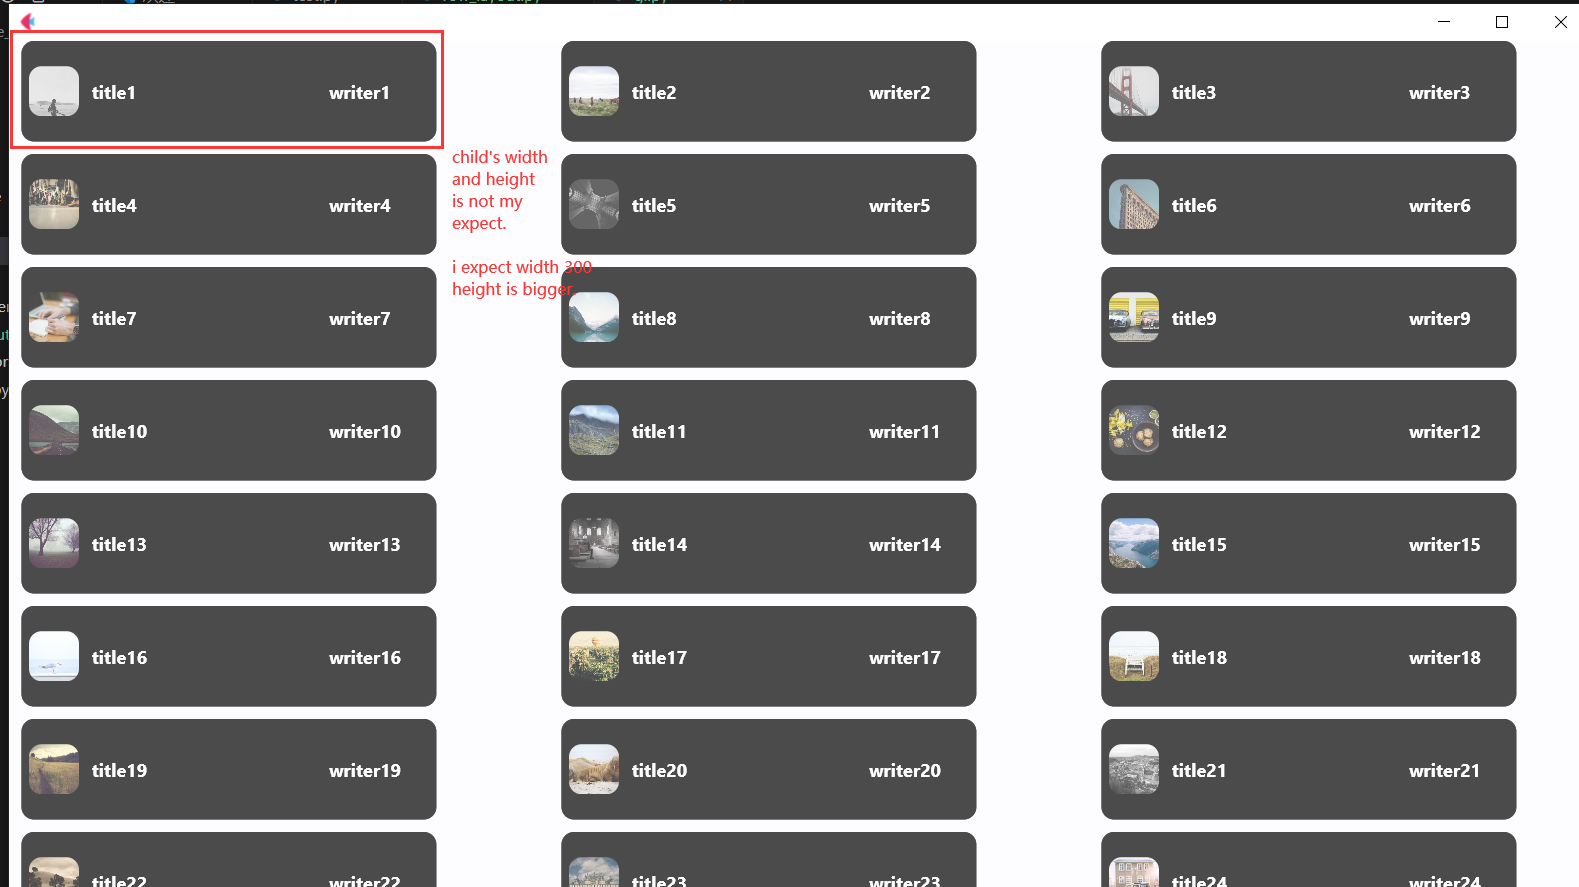 title1 writer1
title2 writer2
title3 writer3
child's width
and height
is not my
expect.
title4 writer4
title5 writer5
title6 writer6
i expect width 300
height is bigger
title7 writer7
title8 writer8
title9 writer9
title10 writer10
title11 writer11
title12 writer12
title13 writer13
title14 writer14
title15 writer15
title16 writer16
title17 writer17
title18 writer18
title19 writer19
title20 writer20
title21 writer21
title22 writer22
title23 writer23
title24 writer24